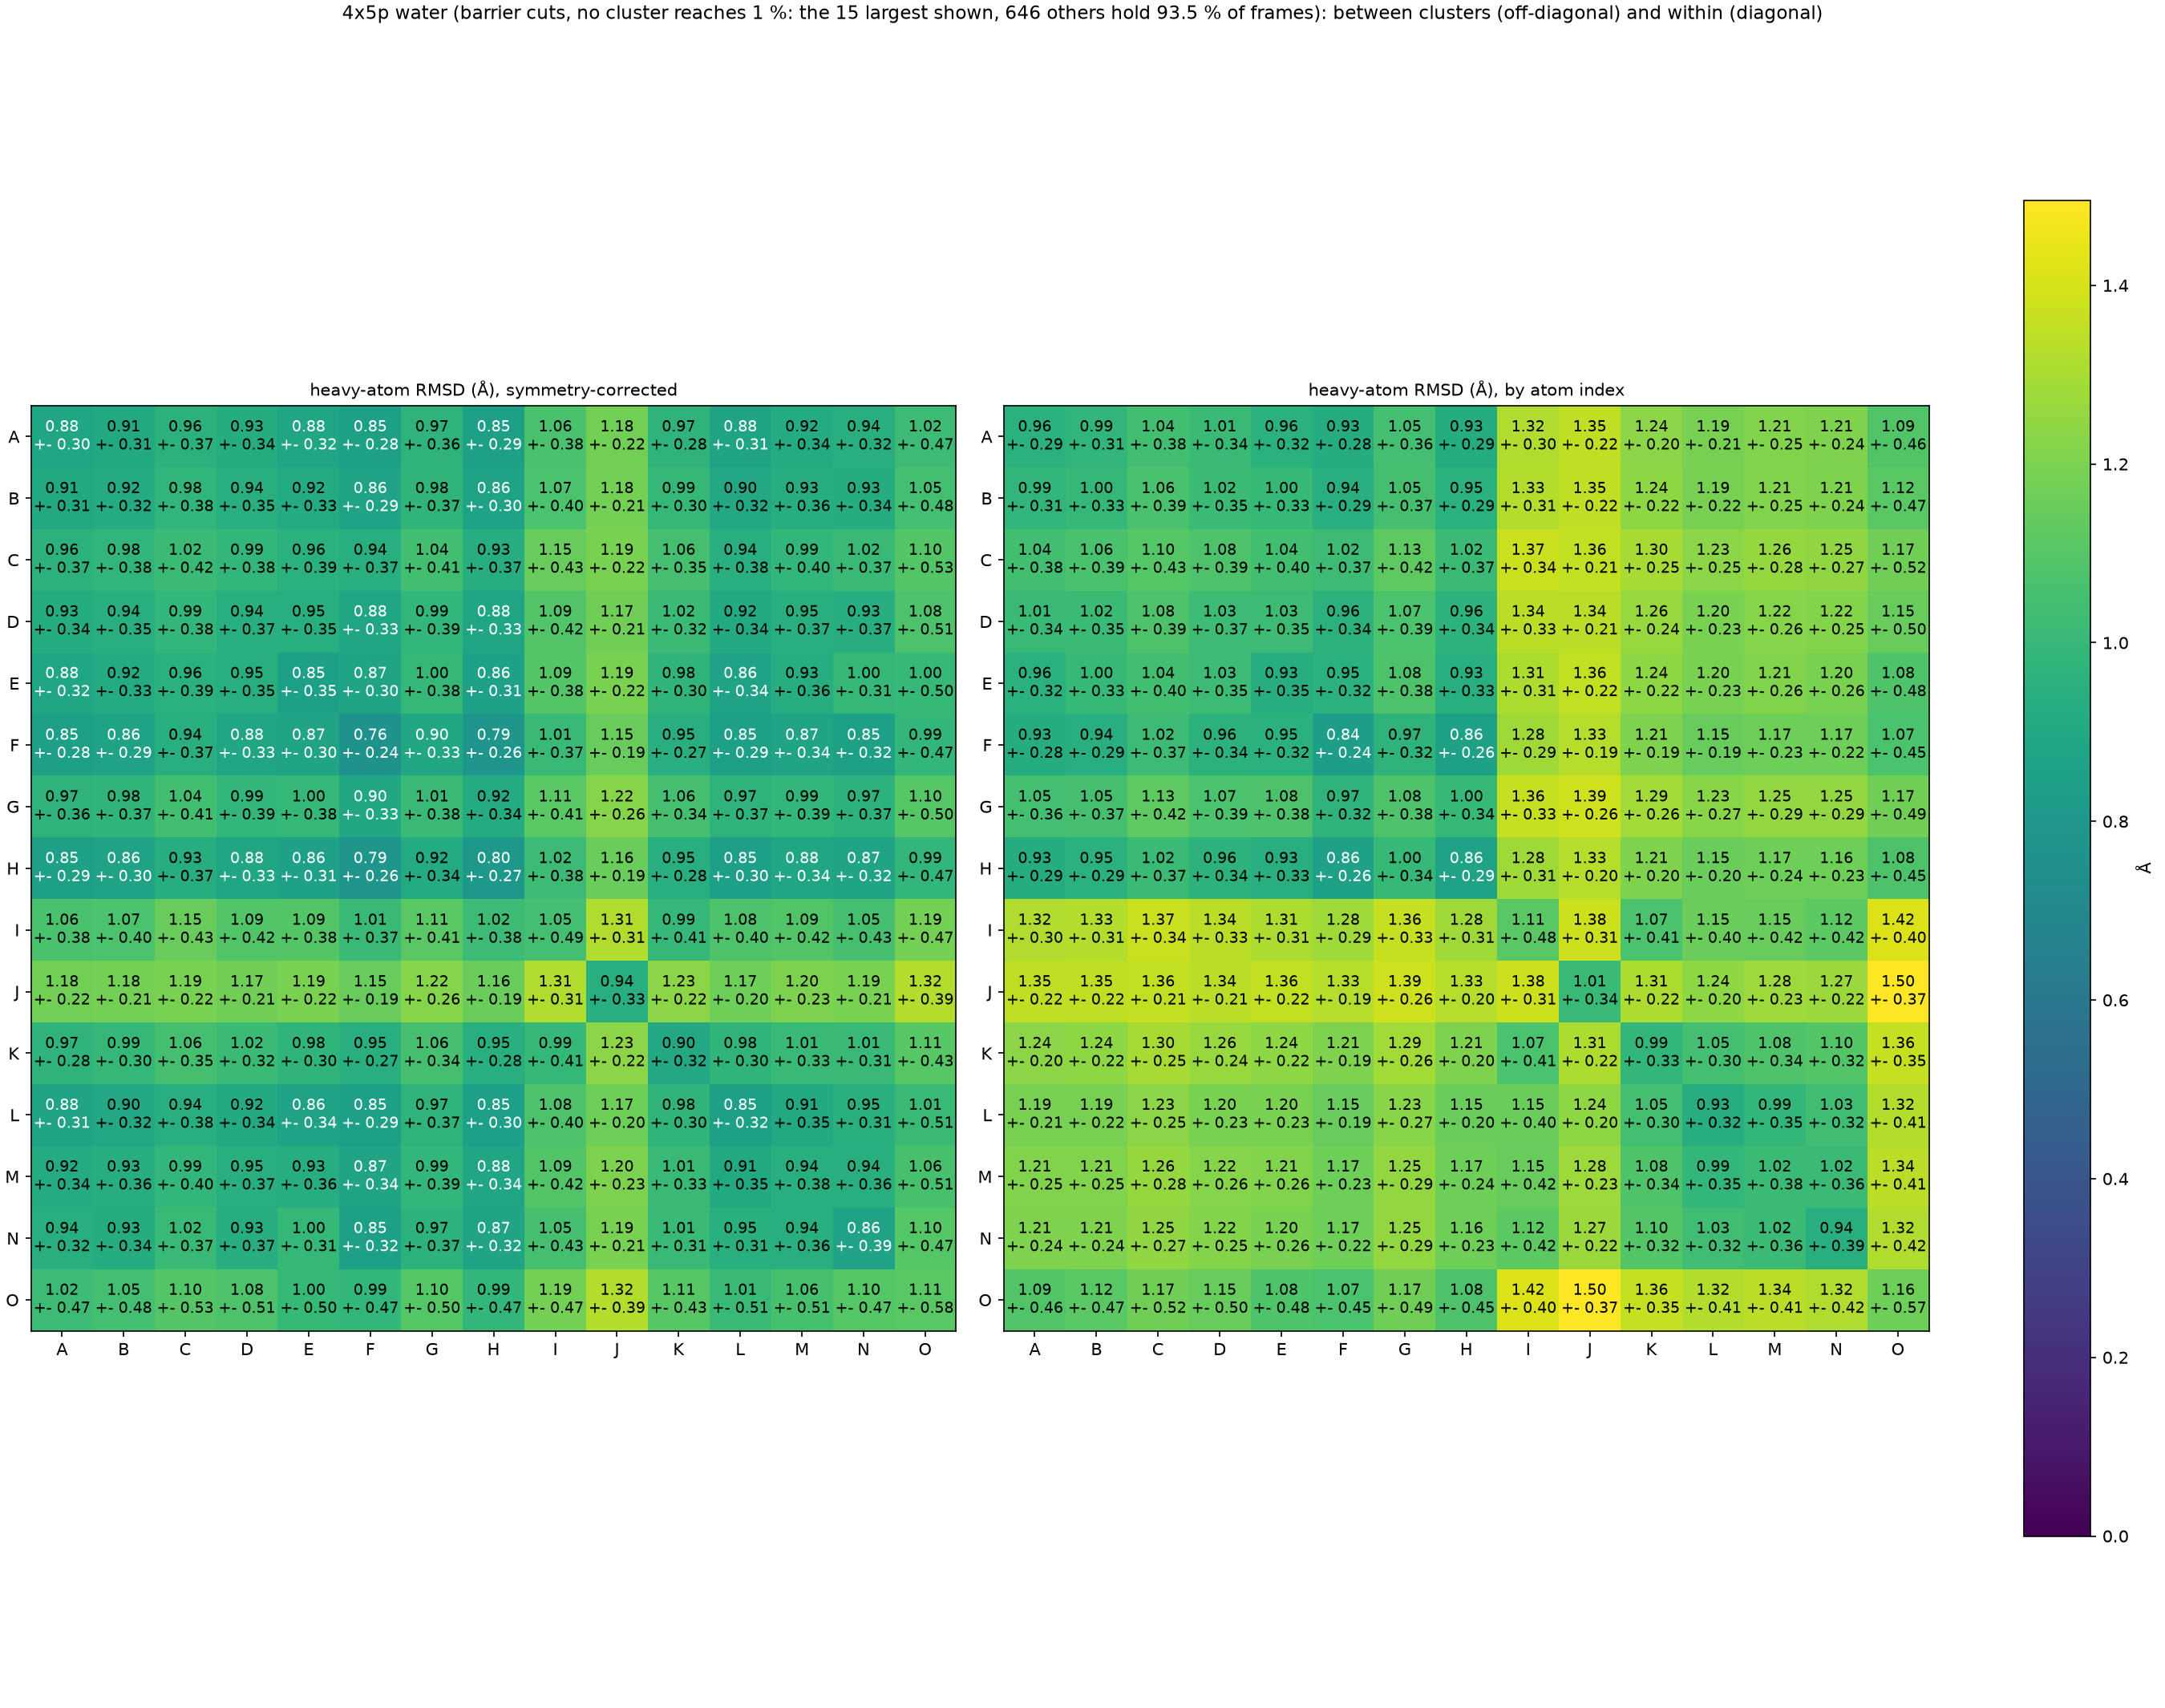 4x5p water (barrier cuts, no cluster reaches 1 %: the 15 largest shown, 646 others hold 93.5 % of frames): between clusters (off-diagonal) and within (diagonal)
heavy-atom RMSD (Å), symmetry-corrected
A 0.88 0.91 0.96 0.93 0.88 0.85 0.97 0.85 1.06 1.18 0.97 0.88 0.92 0.94 1.02
+- 0.30 +- 0.31 +- 0.37 +- 0.34 +- 0.32 +- 0.28 +- 0.36 +- 0.29 +- 0.38 +- 0.22 +- 0.28 +- 0.31 +- 0.34 +- 0.32 +- 0.47
B 0.91 0.92 0.98 0.94 0.92 0.86 0.98 0.86 1.07 1.18 0.99 0.90 0.93 0.93 1.05
+- 0.31 +- 0.32 +- 0.38 +- 0.35 +- 0.33 +- 0.29 +- 0.37 +- 0.30 +- 0.40 +- 0.21 +- 0.30 +- 0.32 +- 0.36 +- 0.34 +- 0.48
C 0.96 0.98 1.02 0.99 0.96 0.94 1.04 0.93 1.15 1.19 1.06 0.94 0.99 1.02 1.10
+- 0.37 +- 0.38 +- 0.42 +- 0.38 +- 0.39 +- 0.37 +- 0.41 +- 0.37 +- 0.43 +- 0.22 +- 0.35 +- 0.38 +- 0.40 +- 0.37 +- 0.53
D 0.93 0.94 0.99 0.94 0.95 0.88 0.99 0.88 1.09 1.17 1.02 0.92 0.95 0.93 1.08
+- 0.34 +- 0.35 +- 0.38 +- 0.37 +- 0.35 +- 0.33 +- 0.39 +- 0.33 +- 0.42 +- 0.21 +- 0.32 +- 0.34 +- 0.37 +- 0.37 +- 0.51
E 0.88 0.92 0.96 0.95 0.85 0.87 1.00 0.86 1.09 1.19 0.98 0.86 0.93 1.00 1.00
+- 0.32 +- 0.33 +- 0.39 +- 0.35 +- 0.35 +- 0.30 +- 0.38 +- 0.31 +- 0.38 +- 0.22 +- 0.30 +- 0.34 +- 0.36 +- 0.31 +- 0.50
F 0.85 0.86 0.94 0.88 0.87 0.76 0.90 0.79 1.01 1.15 0.95 0.85 0.87 0.85 0.99
+- 0.28 +- 0.29 +- 0.37 +- 0.33 +- 0.30 +- 0.24 +- 0.33 +- 0.26 +- 0.37 +- 0.19 +- 0.27 +- 0.29 +- 0.34 +- 0.32 +- 0.47
G 0.97 0.98 1.04 0.99 1.00 0.90 1.01 0.92 1.11 1.22 1.06 0.97 0.99 0.97 1.10
+- 0.36 +- 0.37 +- 0.41 +- 0.39 +- 0.38 +- 0.33 +- 0.38 +- 0.34 +- 0.41 +- 0.26 +- 0.34 +- 0.37 +- 0.39 +- 0.37 +- 0.50
H 0.85 0.86 0.93 0.88 0.86 0.79 0.92 0.80 1.02 1.16 0.95 0.85 0.88 0.87 0.99
+- 0.29 +- 0.30 +- 0.37 +- 0.33 +- 0.31 +- 0.26 +- 0.34 +- 0.27 +- 0.38 +- 0.19 +- 0.28 +- 0.30 +- 0.34 +- 0.32 +- 0.47
I 1.06 1.07 1.15 1.09 1.09 1.01 1.11 1.02 1.05 1.31 0.99 1.08 1.09 1.05 1.19
+- 0.38 +- 0.40 +- 0.43 +- 0.42 +- 0.38 +- 0.37 +- 0.41 +- 0.38 +- 0.49 +- 0.31 +- 0.41 +- 0.40 +- 0.42 +- 0.43 +- 0.47
J 1.18 1.18 1.19 1.17 1.19 1.15 1.22 1.16 1.31 0.94 1.23 1.17 1.20 1.19 1.32
+- 0.22 +- 0.21 +- 0.22 +- 0.21 +- 0.22 +- 0.19 +- 0.26 +- 0.19 +- 0.31 +- 0.33 +- 0.22 +- 0.20 +- 0.23 +- 0.21 +- 0.39
K 0.97 0.99 1.06 1.02 0.98 0.95 1.06 0.95 0.99 1.23 0.90 0.98 1.01 1.01 1.11
+- 0.28 +- 0.30 +- 0.35 +- 0.32 +- 0.30 +- 0.27 +- 0.34 +- 0.28 +- 0.41 +- 0.22 +- 0.32 +- 0.30 +- 0.33 +- 0.31 +- 0.43
L 0.88 0.90 0.94 0.92 0.86 0.85 0.97 0.85 1.08 1.17 0.98 0.85 0.91 0.95 1.01
+- 0.31 +- 0.32 +- 0.38 +- 0.34 +- 0.34 +- 0.29 +- 0.37 +- 0.30 +- 0.40 +- 0.20 +- 0.30 +- 0.32 +- 0.35 +- 0.31 +- 0.51
M 0.92 0.93 0.99 0.95 0.93 0.87 0.99 0.88 1.09 1.20 1.01 0.91 0.94 0.94 1.06
+- 0.34 +- 0.36 +- 0.40 +- 0.37 +- 0.36 +- 0.34 +- 0.39 +- 0.34 +- 0.42 +- 0.23 +- 0.33 +- 0.35 +- 0.38 +- 0.36 +- 0.51
N 0.94 0.93 1.02 0.93 1.00 0.85 0.97 0.87 1.05 1.19 1.01 0.95 0.94 0.86 1.10
+- 0.32 +- 0.34 +- 0.37 +- 0.37 +- 0.31 +- 0.32 +- 0.37 +- 0.32 +- 0.43 +- 0.21 +- 0.31 +- 0.31 +- 0.36 +- 0.39 +- 0.47
O 1.02 1.05 1.10 1.08 1.00 0.99 1.10 0.99 1.19 1.32 1.11 1.01 1.06 1.10 1.11
+- 0.47 +- 0.48 +- 0.53 +- 0.51 +- 0.50 +- 0.47 +- 0.50 +- 0.47 +- 0.47 +- 0.39 +- 0.43 +- 0.51 +- 0.51 +- 0.47 +- 0.58
A B C D E F G H I J K L M N O
heavy-atom RMSD (Å), by atom index
A 0.96 0.99 1.04 1.01 0.96 0.93 1.05 0.93 1.32 1.35 1.24 1.19 1.21 1.21 1.09
+- 0.29 +- 0.31 +- 0.38 +- 0.34 +- 0.32 +- 0.28 +- 0.36 +- 0.29 +- 0.30 +- 0.22 +- 0.20 +- 0.21 +- 0.25 +- 0.24 +- 0.46
B 0.99 1.00 1.06 1.02 1.00 0.94 1.05 0.95 1.33 1.35 1.24 1.19 1.21 1.21 1.12
+- 0.31 +- 0.33 +- 0.39 +- 0.35 +- 0.33 +- 0.29 +- 0.37 +- 0.29 +- 0.31 +- 0.22 +- 0.22 +- 0.22 +- 0.25 +- 0.24 +- 0.47
C 1.04 1.06 1.10 1.08 1.04 1.02 1.13 1.02 1.37 1.36 1.30 1.23 1.26 1.25 1.17
+- 0.38 +- 0.39 +- 0.43 +- 0.39 +- 0.40 +- 0.37 +- 0.42 +- 0.37 +- 0.34 +- 0.21 +- 0.25 +- 0.25 +- 0.28 +- 0.27 +- 0.52
D 1.01 1.02 1.08 1.03 1.03 0.96 1.07 0.96 1.34 1.34 1.26 1.20 1.22 1.22 1.15
+- 0.34 +- 0.35 +- 0.39 +- 0.37 +- 0.35 +- 0.34 +- 0.39 +- 0.34 +- 0.33 +- 0.21 +- 0.24 +- 0.23 +- 0.26 +- 0.25 +- 0.50
E 0.96 1.00 1.04 1.03 0.93 0.95 1.08 0.93 1.31 1.36 1.24 1.20 1.21 1.20 1.08
+- 0.32 +- 0.33 +- 0.40 +- 0.35 +- 0.35 +- 0.32 +- 0.38 +- 0.33 +- 0.31 +- 0.22 +- 0.22 +- 0.23 +- 0.26 +- 0.26 +- 0.48
F 0.93 0.94 1.02 0.96 0.95 0.84 0.97 0.86 1.28 1.33 1.21 1.15 1.17 1.17 1.07
+- 0.28 +- 0.29 +- 0.37 +- 0.34 +- 0.32 +- 0.24 +- 0.32 +- 0.26 +- 0.29 +- 0.19 +- 0.19 +- 0.19 +- 0.23 +- 0.22 +- 0.45
G 1.05 1.05 1.13 1.07 1.08 0.97 1.08 1.00 1.36 1.39 1.29 1.23 1.25 1.25 1.17
+- 0.36 +- 0.37 +- 0.42 +- 0.39 +- 0.38 +- 0.32 +- 0.38 +- 0.34 +- 0.33 +- 0.26 +- 0.26 +- 0.27 +- 0.29 +- 0.29 +- 0.49
H 0.93 0.95 1.02 0.96 0.93 0.86 1.00 0.86 1.28 1.33 1.21 1.15 1.17 1.16 1.08
+- 0.29 +- 0.29 +- 0.37 +- 0.34 +- 0.33 +- 0.26 +- 0.34 +- 0.29 +- 0.31 +- 0.20 +- 0.20 +- 0.20 +- 0.24 +- 0.23 +- 0.45
I 1.32 1.33 1.37 1.34 1.31 1.28 1.36 1.28 1.11 1.38 1.07 1.15 1.15 1.12 1.42
+- 0.30 +- 0.31 +- 0.34 +- 0.33 +- 0.31 +- 0.29 +- 0.33 +- 0.31 +- 0.48 +- 0.31 +- 0.41 +- 0.40 +- 0.42 +- 0.42 +- 0.40
J 1.35 1.35 1.36 1.34 1.36 1.33 1.39 1.33 1.38 1.01 1.31 1.24 1.28 1.27 1.50
+- 0.22 +- 0.22 +- 0.21 +- 0.21 +- 0.22 +- 0.19 +- 0.26 +- 0.20 +- 0.31 +- 0.34 +- 0.22 +- 0.20 +- 0.23 +- 0.22 +- 0.37
K 1.24 1.24 1.30 1.26 1.24 1.21 1.29 1.21 1.07 1.31 0.99 1.05 1.08 1.10 1.36
+- 0.20 +- 0.22 +- 0.25 +- 0.24 +- 0.22 +- 0.19 +- 0.26 +- 0.20 +- 0.41 +- 0.22 +- 0.33 +- 0.30 +- 0.34 +- 0.32 +- 0.35
L 1.19 1.19 1.23 1.20 1.20 1.15 1.23 1.15 1.15 1.24 1.05 0.93 0.99 1.03 1.32
+- 0.21 +- 0.22 +- 0.25 +- 0.23 +- 0.23 +- 0.19 +- 0.27 +- 0.20 +- 0.40 +- 0.20 +- 0.30 +- 0.32 +- 0.35 +- 0.32 +- 0.41
M 1.21 1.21 1.26 1.22 1.21 1.17 1.25 1.17 1.15 1.28 1.08 0.99 1.02 1.02 1.34
+- 0.25 +- 0.25 +- 0.28 +- 0.26 +- 0.26 +- 0.23 +- 0.29 +- 0.24 +- 0.42 +- 0.23 +- 0.34 +- 0.35 +- 0.38 +- 0.36 +- 0.41
N 1.21 1.21 1.25 1.22 1.20 1.17 1.25 1.16 1.12 1.27 1.10 1.03 1.02 0.94 1.32
+- 0.24 +- 0.24 +- 0.27 +- 0.25 +- 0.26 +- 0.22 +- 0.29 +- 0.23 +- 0.42 +- 0.22 +- 0.32 +- 0.32 +- 0.36 +- 0.39 +- 0.42
O 1.09 1.12 1.17 1.15 1.08 1.07 1.17 1.08 1.42 1.50 1.36 1.32 1.34 1.32 1.16
+- 0.46 +- 0.47 +- 0.52 +- 0.50 +- 0.48 +- 0.45 +- 0.49 +- 0.45 +- 0.40 +- 0.37 +- 0.35 +- 0.41 +- 0.41 +- 0.42 +- 0.57
A B C D E F G H I J K L M N O
1.4
1.2
1.0
0.8
0.6
0.4
0.2
0.0
Å